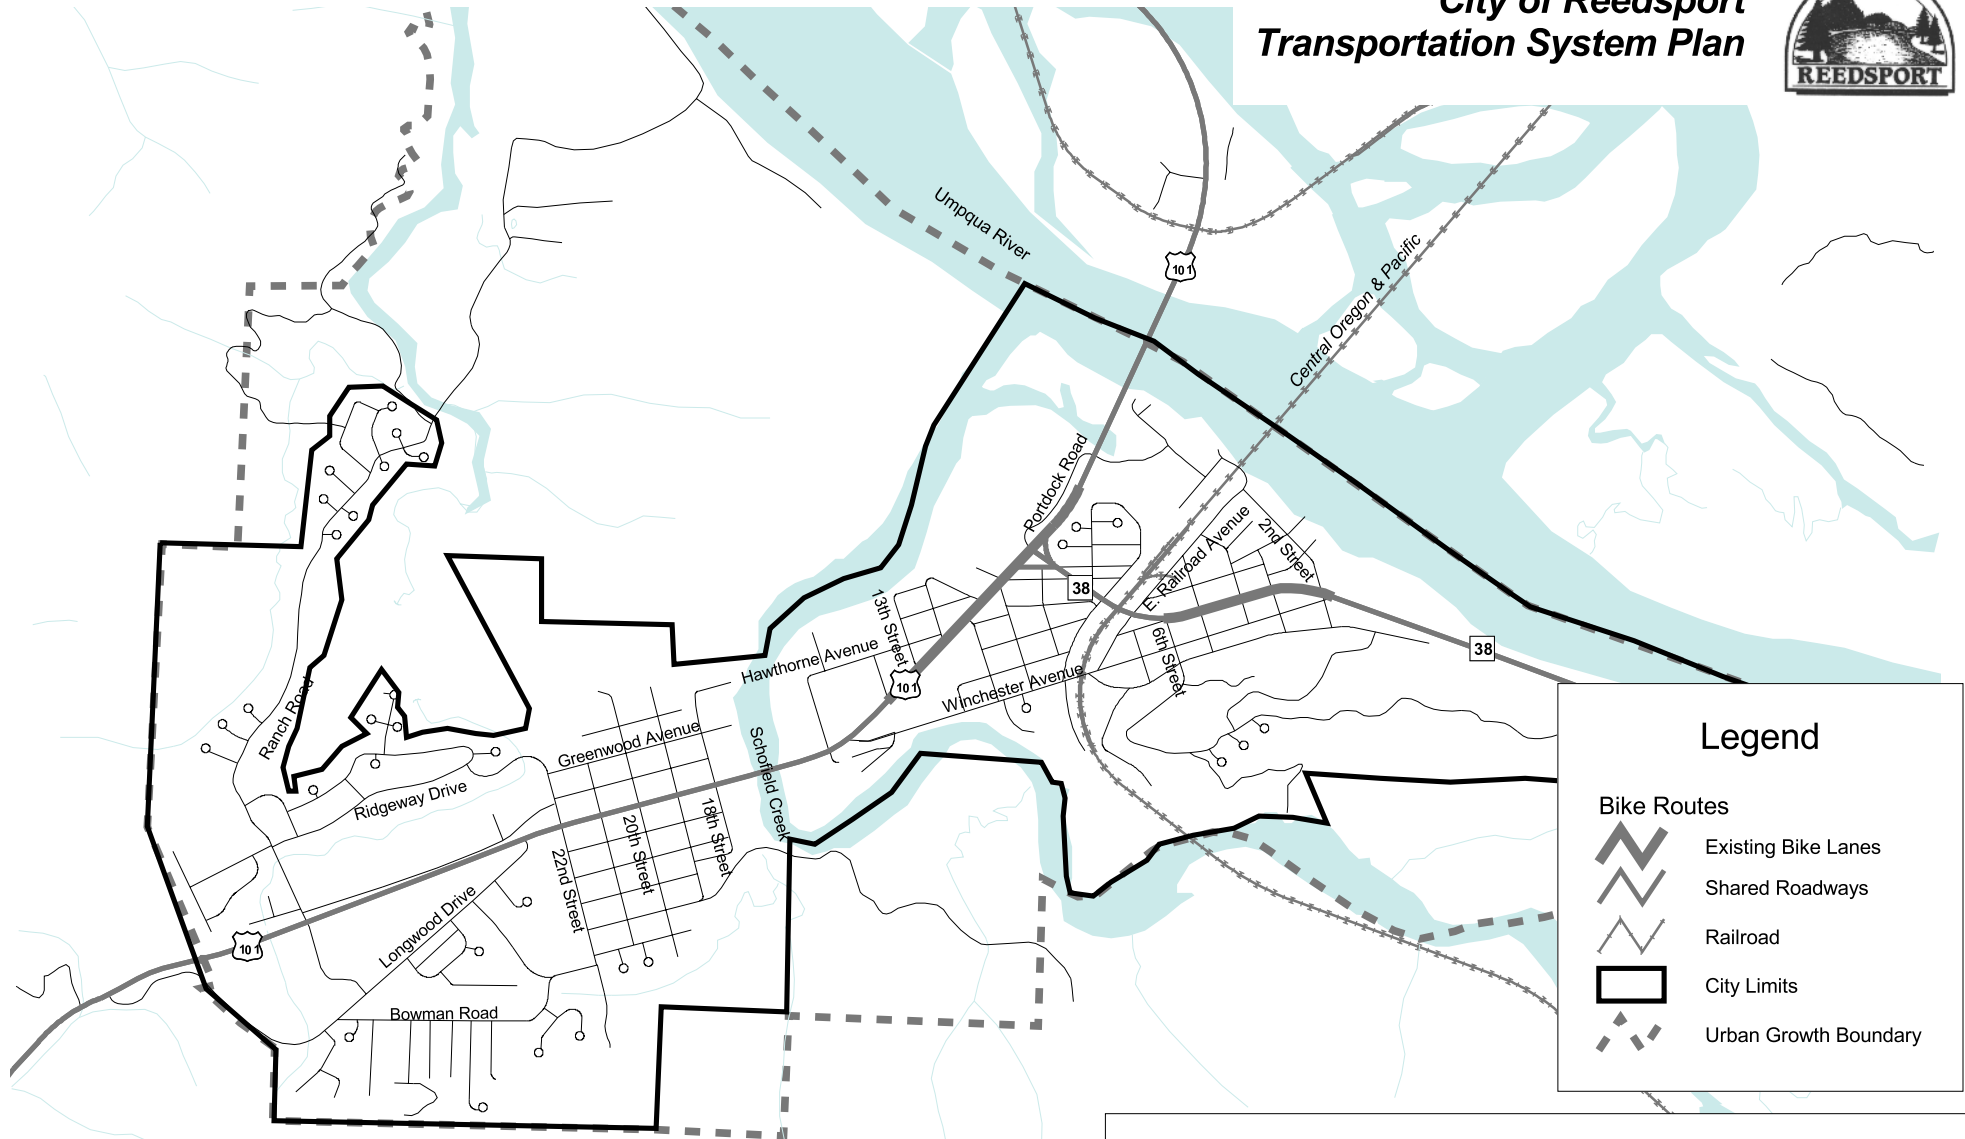 City of Reedsport
Transportation System Plan
REEDSPORT
Umpqua River
101
Central Oregon & Pacific
Portdock Road
2nd Street
E. Railroad Avenue
38
13th Street
Hawthorne Avenue
6th Street
38
101
Winchester Avenue
Ranch Road
Greenwood Avenue
Schofield Creek
Ridgeway Drive
18th Street
20th Street
22nd Street
Longwood Drive
101
Bowman Road
Legend
Bike Routes
Existing Bike Lanes
Shared Roadways
Railroad
City Limits
Urban Growth Boundary